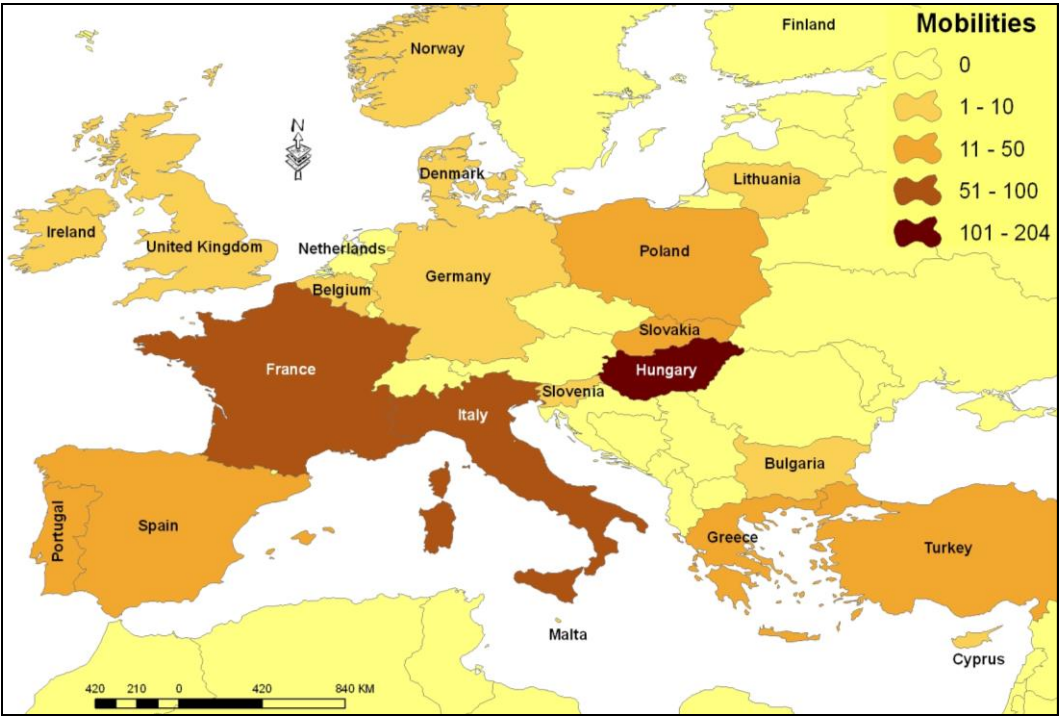 Finland
Mobilities
0
1 - 10
11 - 50
51 - 100
101 - 204
Norway
N
Denmark
Lithuania
Ireland
United Kingdom
Netherlands
Belgium
Germany
Poland
Slovakia
France
Hungary
Slovenia
Italy
Bulgaria
Portugal
Spain
Greece
Turkey
Malta
Cyprus
420 210 0 420 840 KM